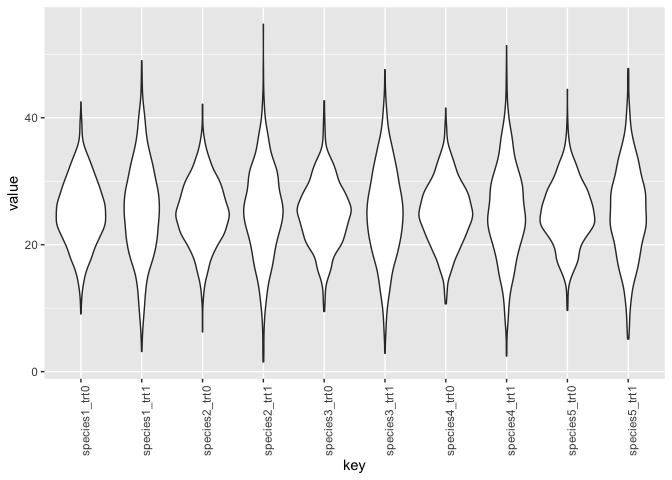 value
40
20
0
species1_trt0
species1_trt1
species2_trt0
species2_trt1
species3_trt0
species3_trt1
species4_trt0
species4_trt1
species5_trt0
species5_trt1
key